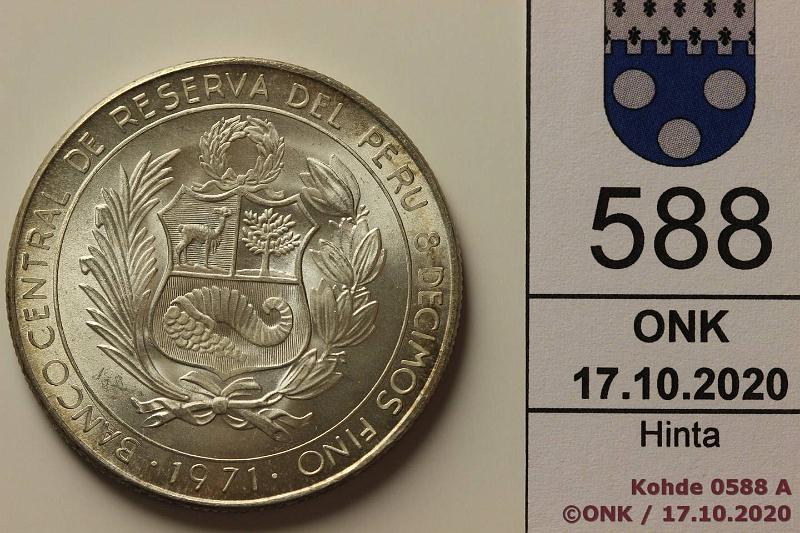 BANCO CENTRAL DE RESERVA DEL PERU 8 DECIMOS FINO
· 1971 ·
588
ONK
17.10.2020
Hinta
Kohde 0588 A
©ONK / 17.10.2020